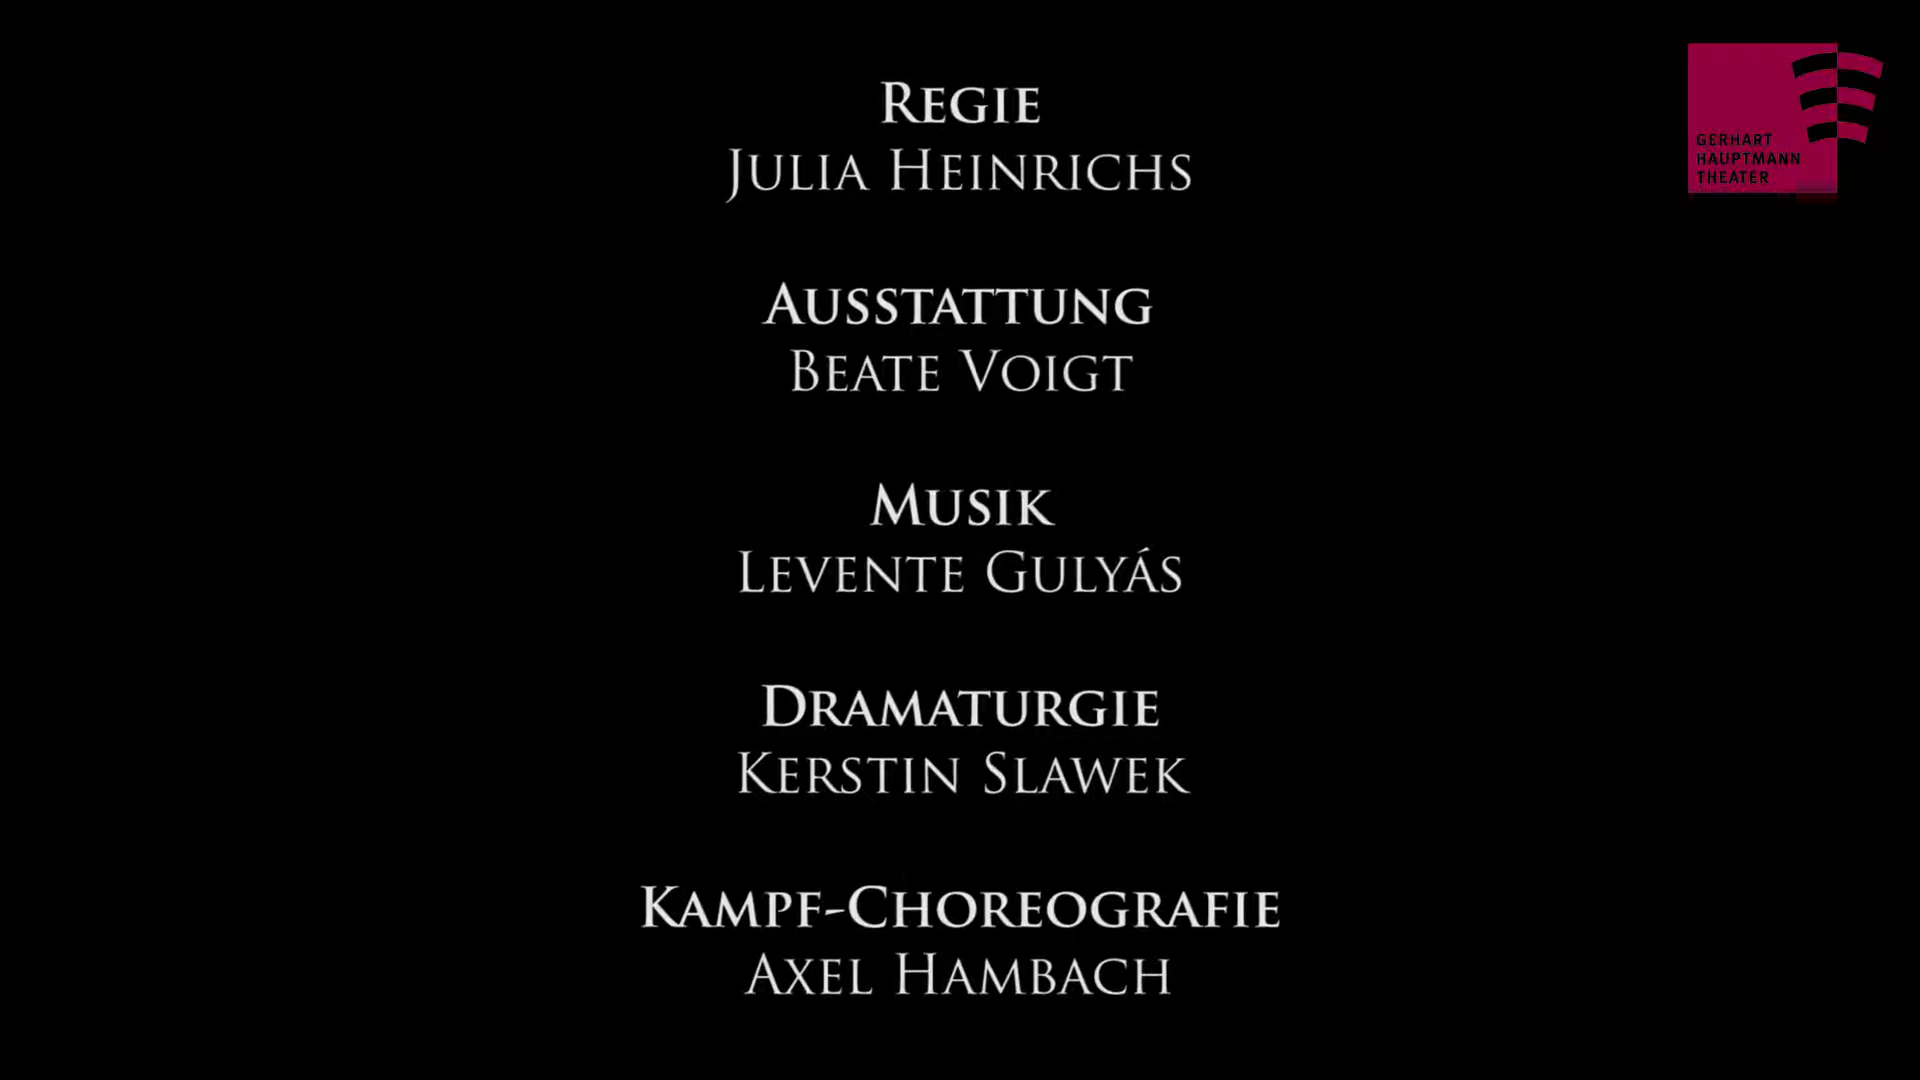 REGIE
JULIA HEINRICHS
AUSSTATTUNG
BEATE VOIGT
MUSIK
LEVENTE GULYÁS
DRAMATURGIE
KERSTIN SLAWEK
KAMPF-CHOREOGRAFIE
AXEL HAMBACH
GERHART
HAUPTMANN
THEATER